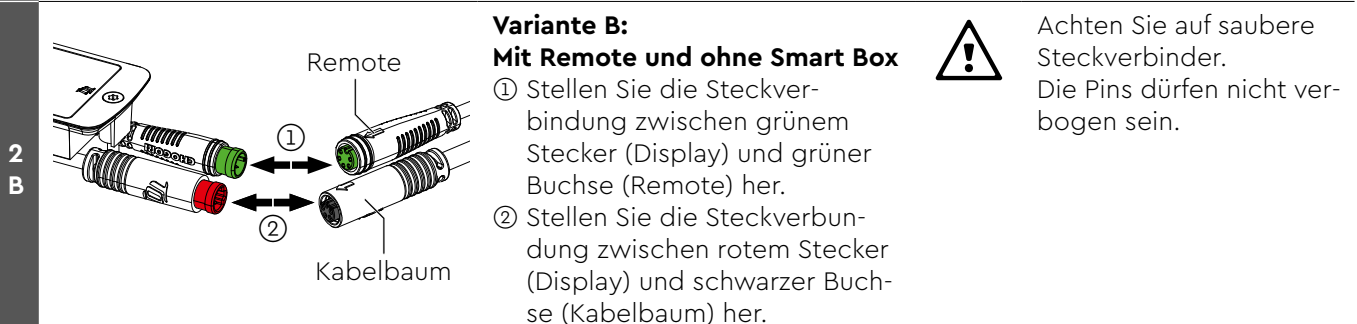 2
B
Remote
①
②
Kabelbaum
Variante B:
Mit Remote und ohne Smart Box
① Stellen Sie die Steckver-
bindung zwischen grünem
Stecker (Display) und grüner
Buchse (Remote) her.
② Stellen Sie die Steckverbun-
dung zwischen rotem Stecker
(Display) und schwarzer Buch-
se (Kabelbaum) her.
Achten Sie auf saubere
Steckverbinder.
Die Pins dürfen nicht ver-
bogen sein.